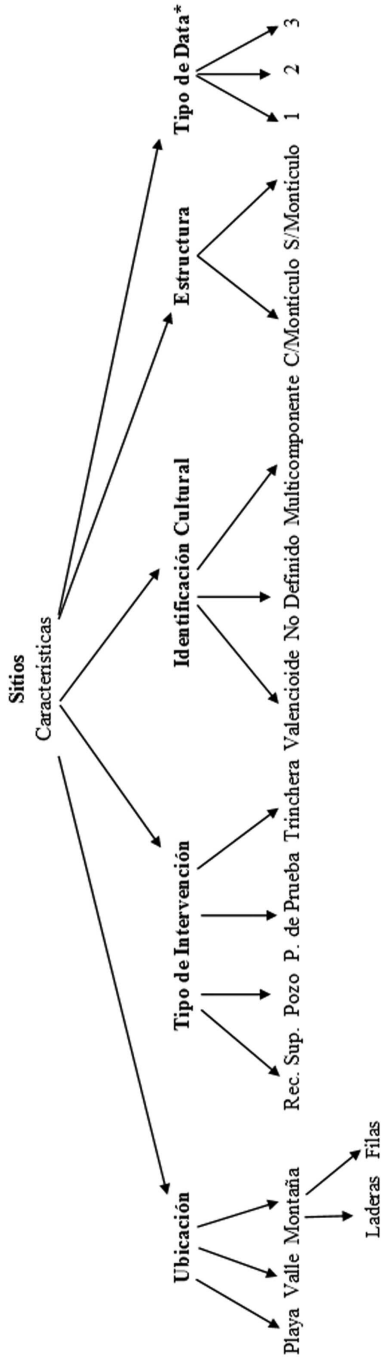 Sitios
Características
Ubicación Tipo de Intervención Identificación Cultural Estructura Tipo de Data*
Playa Valle Montaña Rec. Sup. Pozo P. de Prueba Trinchera Valencioide No Definido Multicomponente C/Montículo S/Montículo 1 2 3
Laderas Filas